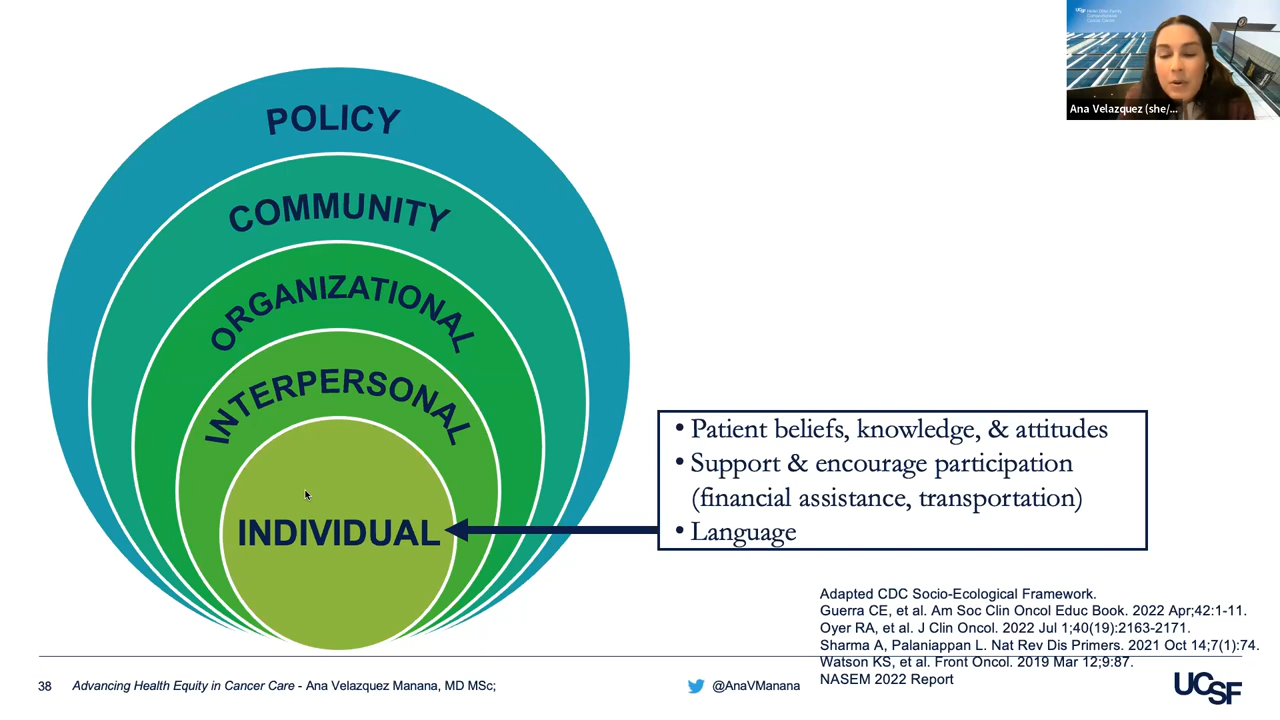 POLICY
COMMUNITY
ORGANIZATIONAL
INTERPERSONAL
INDIVIDUAL
• Patient beliefs, knowledge, & attitudes
• Support & encourage participation
(financial assistance, transportation)
• Language
Adapted CDC Socio-Ecological Framework.
Guerra CE, et al. Am Soc Clin Oncol Educ Book. 2022 Apr;42:1-11.
Oyer RA, et al. J Clin Oncol. 2022 Jul 1;40(19):2163-2171.
Sharma A, Palaniappan L. Nat Rev Dis Primers. 2021 Oct 14;7(1):74.
Watson KS, et al. Front Oncol. 2019 Mar 12;9:87.
NASEM 2022 Report
38 Advancing Health Equity in Cancer Care - Ana Velazquez Manana, MD MSc;
@AnaVManana
UCSF
UCSF
Ana Velazquez (she/...